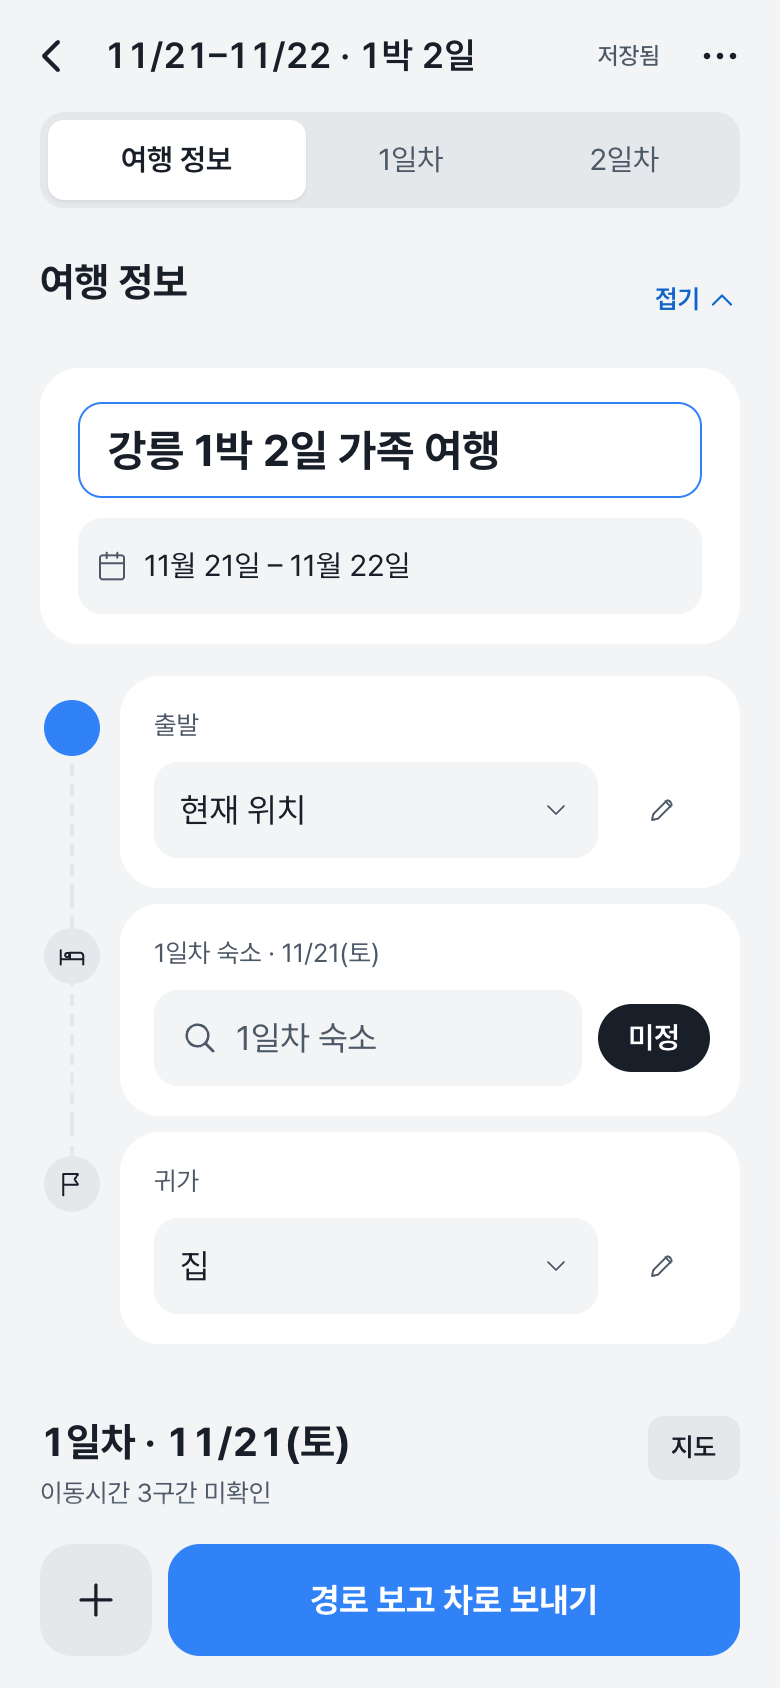 11/21–11/22 · 1박 2일
저장됨
여행 정보
1일차
2일차
여행 정보
접기
강릉 1박 2일 가족 여행
11월 21일 – 11월 22일
출발
현재 위치
1일차 숙소 · 11/21(토)
1일차 숙소
미정
귀가
집
1일차 · 11/21(토)
지도
이동시간 3구간 미확인
경로 보고 차로 보내기